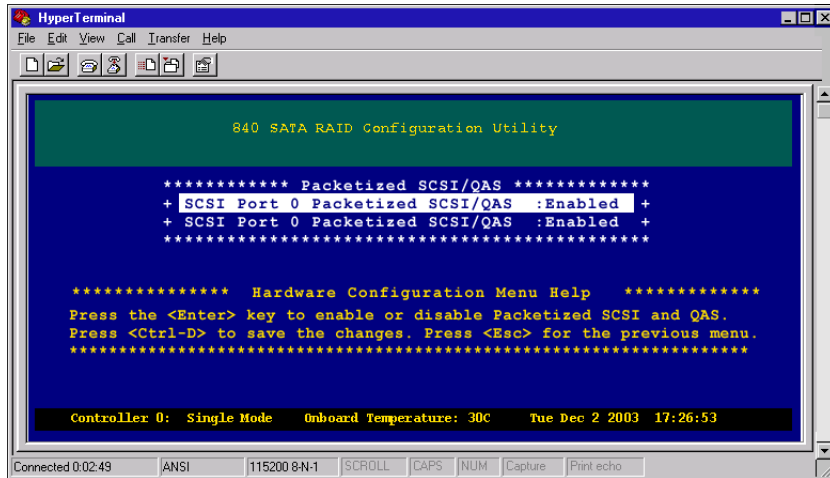 HyperTerminal
File Edit View Call Transfer Help
840 SATA RAID Configuration Utility
************ Packetized SCSI/QAS *************
+ SCSI Port 0 Packetized SCSI/QAS :Enabled +
+ SCSI Port 0 Packetized SCSI/QAS :Enabled +
***********************************************
*************** Hardware Configuration Menu Help *************
Press the <Enter> key to enable or disable Packetized SCSI and QAS.
Press <Ctrl-D> to save the changes. Press <Esc> for the previous menu.
*********************************************************************
Controller 0: Single Mode Onboard Temperature: 30C Tue Dec 2 2003 17:26:53
Connected 0:02:49 ANSI 115200 8-N-1 SCROLL CAPS NUM Capture Print echo